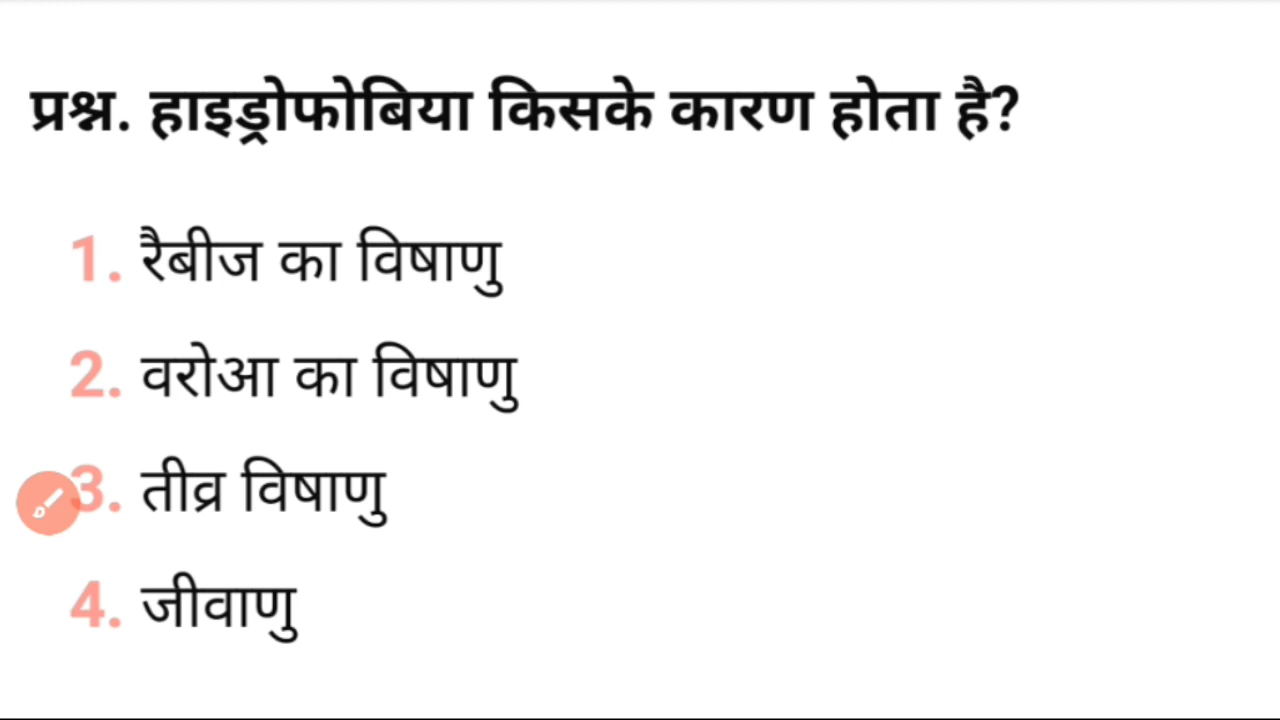 प्रश्न. हाइड्रोफोबिया किसके कारण होता है?
1. रैबीज का विषाणु
2. वरोआ का विषाणु
3. तीव्र विषाणु
4. जीवाणु